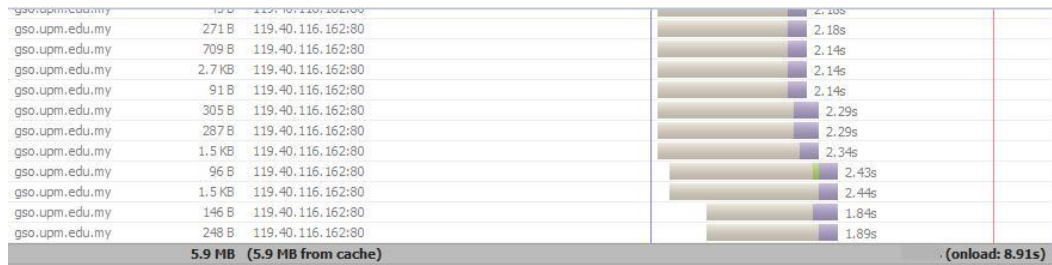 gso.upm.edu.my 2.18s
gso.upm.edu.my 271 B 119.40.116.162:80 2.18s
gso.upm.edu.my 709 B 119.40.116.162:80 2.14s
gso.upm.edu.my 2.7 KB 119.40.116.162:80 2.14s
gso.upm.edu.my 91 B 119.40.116.162:80 2.14s
gso.upm.edu.my 305 B 119.40.116.162:80 2.29s
gso.upm.edu.my 287 B 119.40.116.162:80 2.29s
gso.upm.edu.my 1.5 KB 119.40.116.162:80 2.34s
gso.upm.edu.my 96 B 119.40.116.162:80 2.43s
gso.upm.edu.my 1.5 KB 119.40.116.162:80 2.44s
gso.upm.edu.my 146 B 119.40.116.162:80 1.84s
gso.upm.edu.my 248 B 119.40.116.162:80 1.89s
5.9 MB (5.9 MB from cache) (onload: 8.91s)